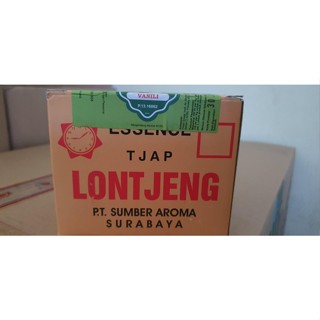 VANILI
ESSENCE
TJAP
LONTJENG
P.T. SUMBER AROMA
SURABAYA